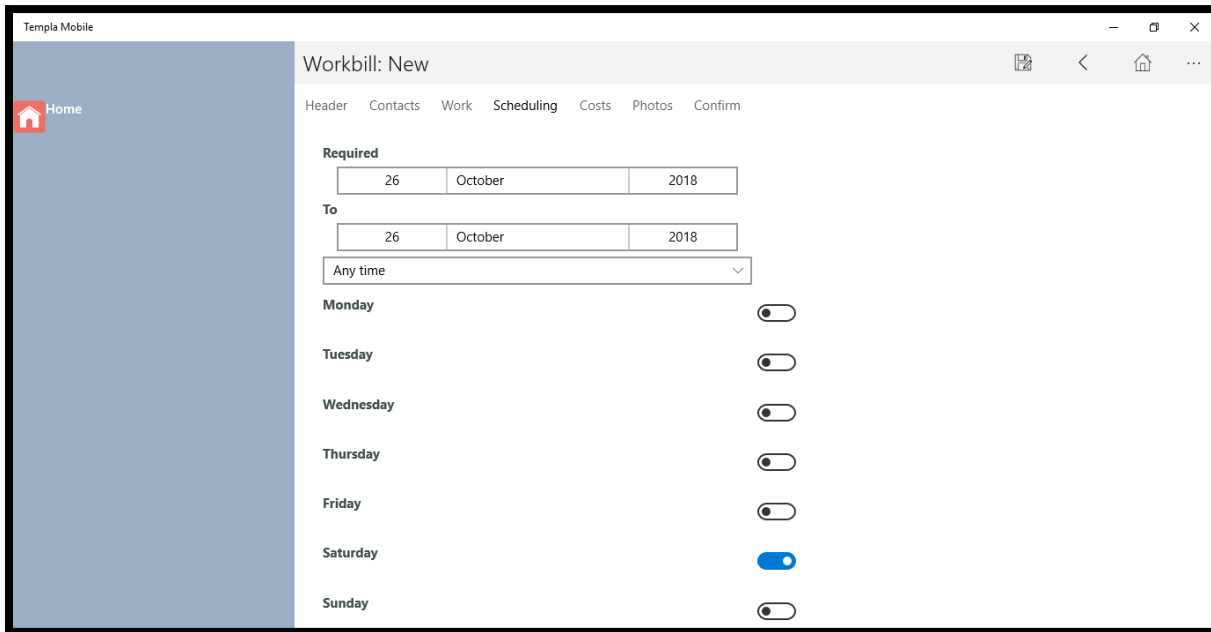 Templa Mobile
Home
Workbill: New
Header Contacts Work Scheduling Costs Photos Confirm
Required
26 October 2018
To
26 October 2018
Any time
Monday
Tuesday
Wednesday
Thursday
Friday
Saturday
Sunday